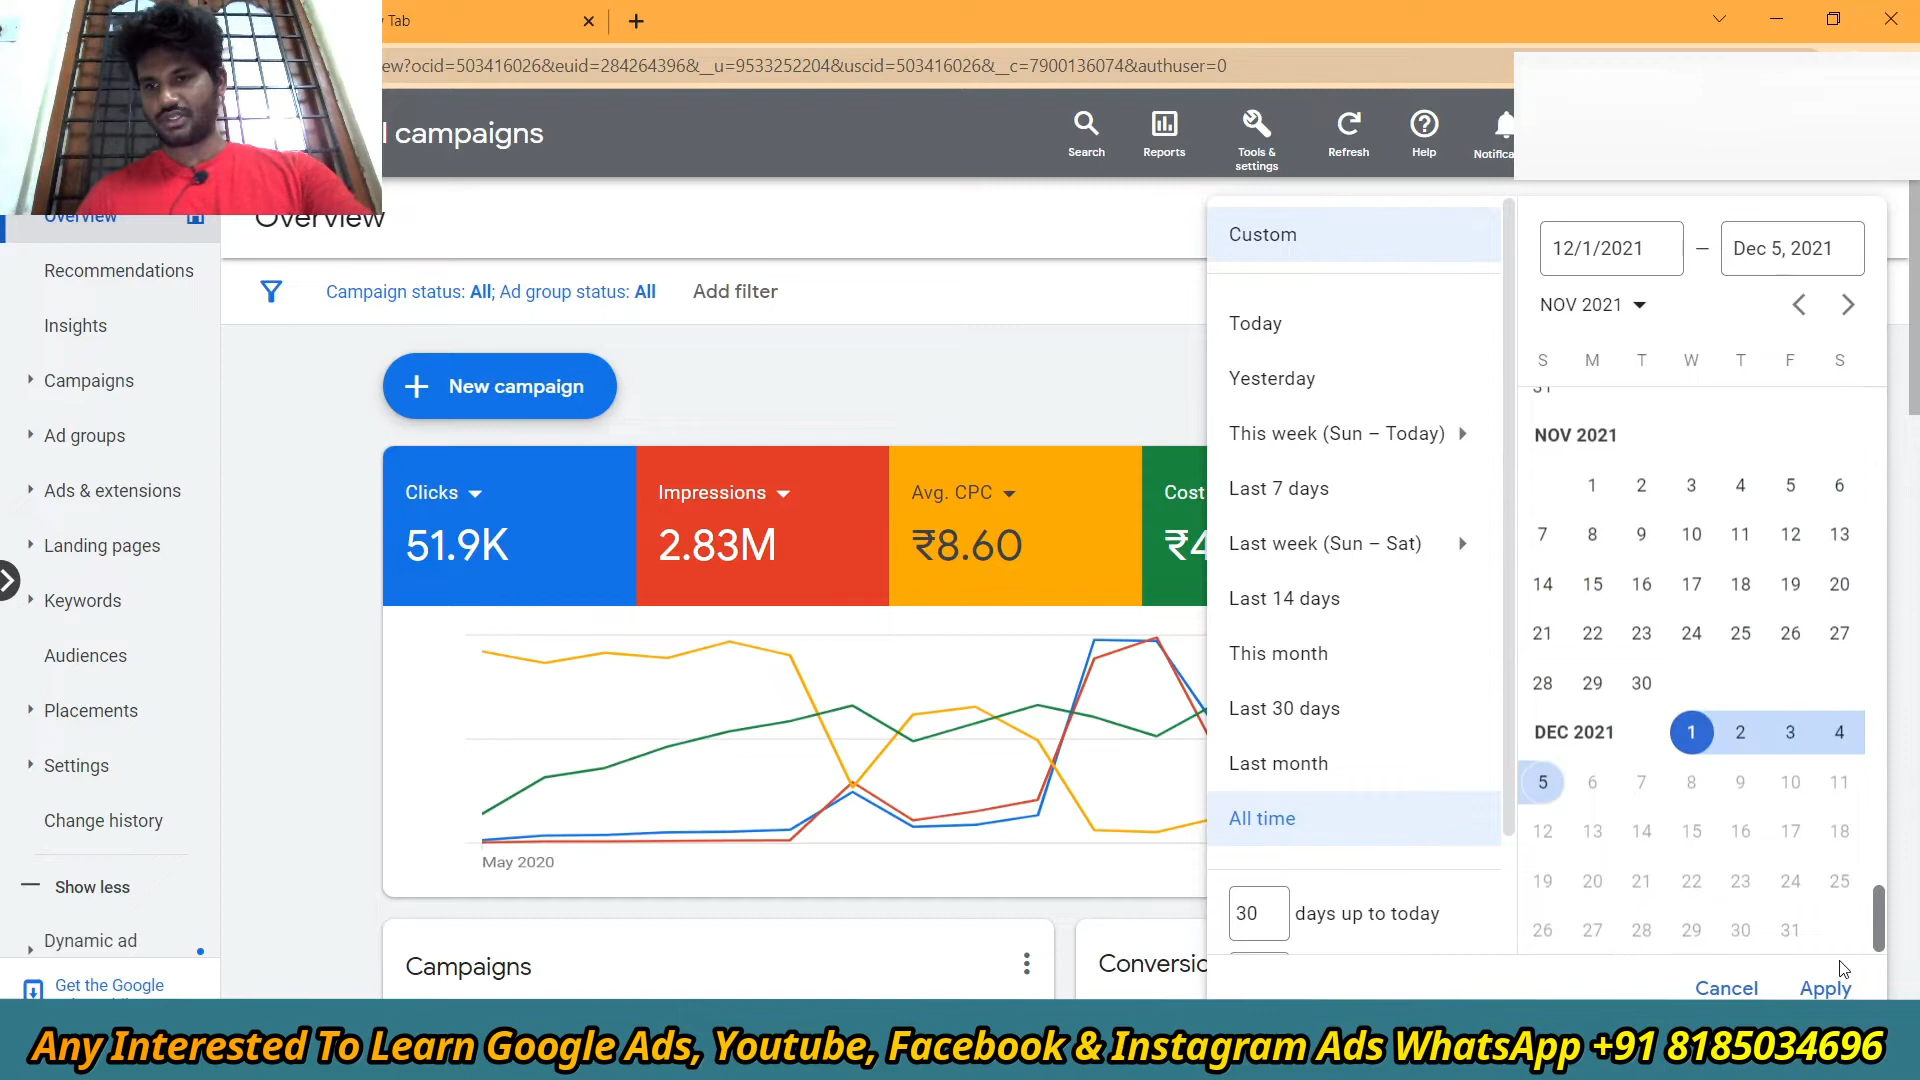 Tab
ew?ocid=503416026&euid=284264396&__u=9533252204&uscid=503416026&__c=7900136074&authuser=0
l campaigns
Search
Reports
Tools &
settings
Refresh
Help
Notifica
Overview
Overview
Recommendations
Insights
Campaigns
Ad groups
Ads & extensions
Landing pages
Keywords
Audiences
Placements
Settings
Change history
Show less
Dynamic ad
Get the Google
Campaign status: All; Ad group status: All
Add filter
New campaign
Clicks
51.9K
Impressions
2.83M
Avg. CPC
₹8.60
Cost
₹4
May 2020
Campaigns
Conversio
Custom
Today
Yesterday
This week (Sun – Today)
Last 7 days
Last week (Sun – Sat)
Last 14 days
This month
Last 30 days
Last month
All time
30 days up to today
12/1/2021 – Dec 5, 2021
NOV 2021
S M T W T F S
31
NOV 2021
1 2 3 4 5 6
7 8 9 10 11 12 13
14 15 16 17 18 19 20
21 22 23 24 25 26 27
28 29 30
DEC 2021 1 2 3 4
5 6 7 8 9 10 11
12 13 14 15 16 17 18
19 20 21 22 23 24 25
26 27 28 29 30 31
Cancel Apply
Any Interested To Learn Google Ads, Youtube, Facebook & Instagram Ads WhatsApp +91 8185034696